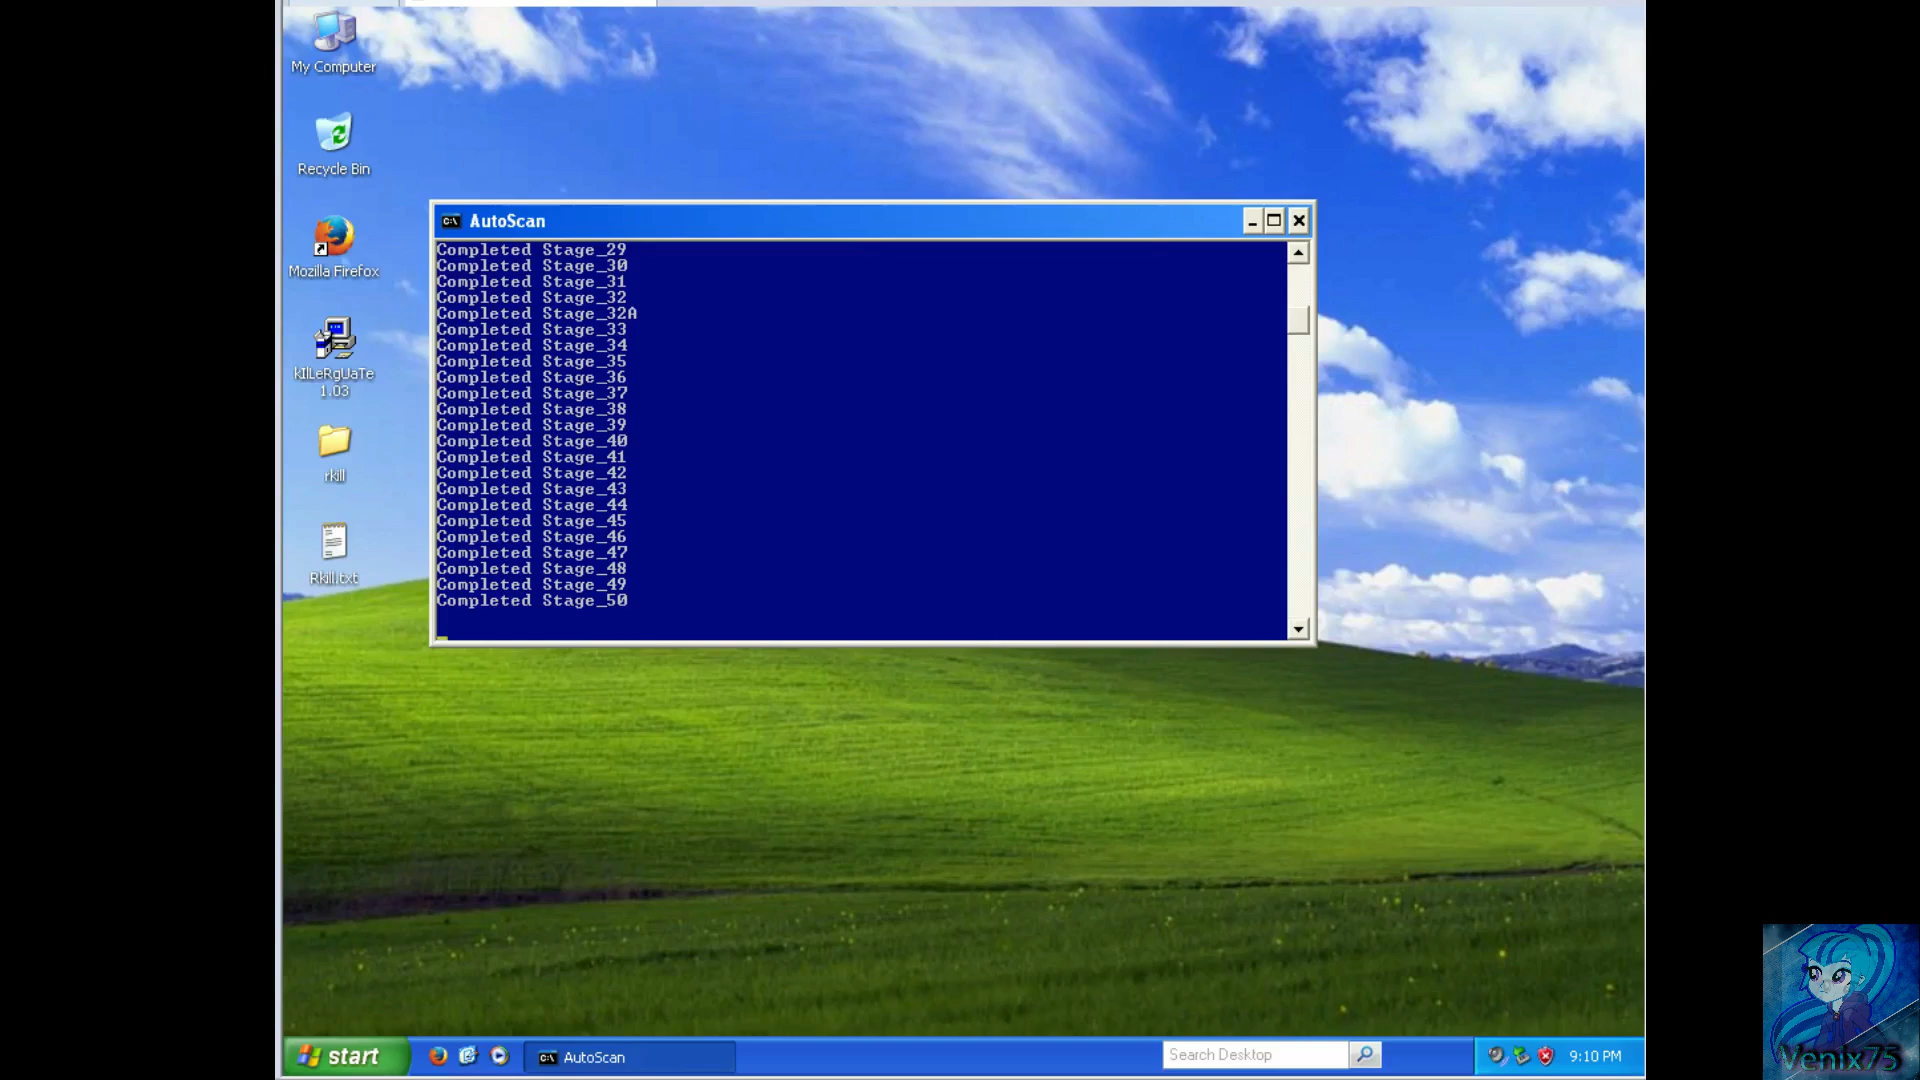 My Computer
Recycle Bin
Mozilla Firefox
kIlLeRgUaTe
1.03
rkill
Rkill.txt
C:\ AutoScan
Completed Stage_29
Completed Stage_30
Completed Stage_31
Completed Stage_32
Completed Stage_32A
Completed Stage_33
Completed Stage_34
Completed Stage_35
Completed Stage_36
Completed Stage_37
Completed Stage_38
Completed Stage_39
Completed Stage_40
Completed Stage_41
Completed Stage_42
Completed Stage_43
Completed Stage_44
Completed Stage_45
Completed Stage_46
Completed Stage_47
Completed Stage_48
Completed Stage_49
Completed Stage_50
start
C:\ AutoScan
Search Desktop
9:10 PM
Venix75